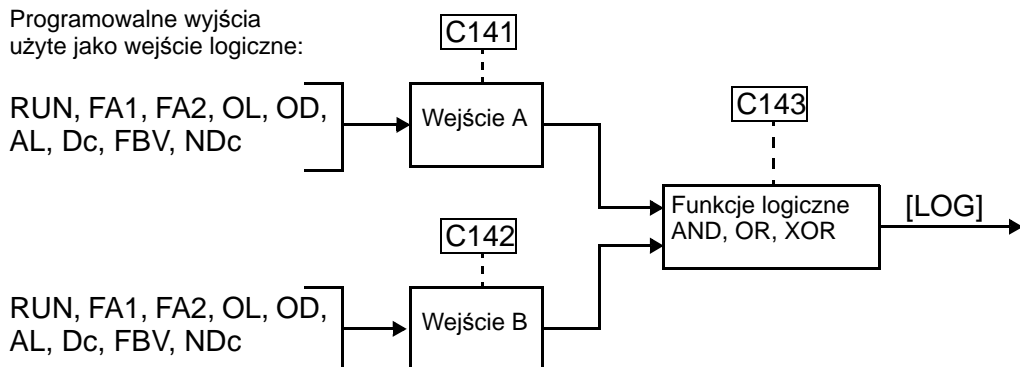 Programowalne wyjścia
użyte jako wejście logiczne:
C141
RUN, FA1, FA2, OL, OD,
AL, Dc, FBV, NDc
Wejście A
C143
Funkcje logiczne
AND, OR, XOR
[LOG]
C142
RUN, FA1, FA2, OL, OD,
AL, Dc, FBV, NDc
Wejście B